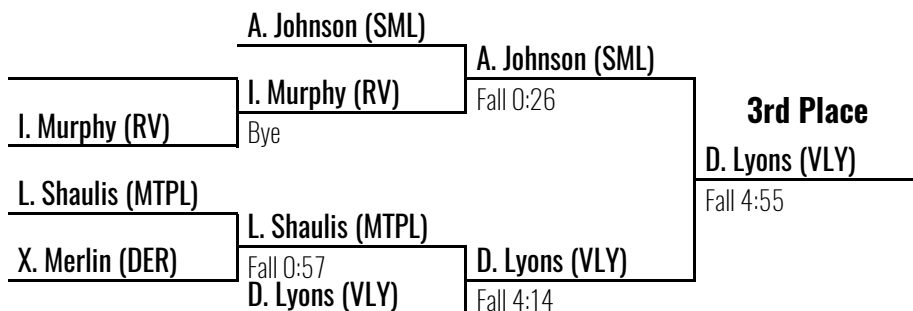 A. Johnson (SML)
A. Johnson (SML)
I. Murphy (RV)
Fall 0:26
3rd Place
I. Murphy (RV)
Bye
D. Lyons (VLY)
L. Shaulis (MTPL)
Fall 4:55
L. Shaulis (MTPL)
X. Merlin (DER)
Fall 0:57
D. Lyons (VLY)
D. Lyons (VLY)
Fall 4:14